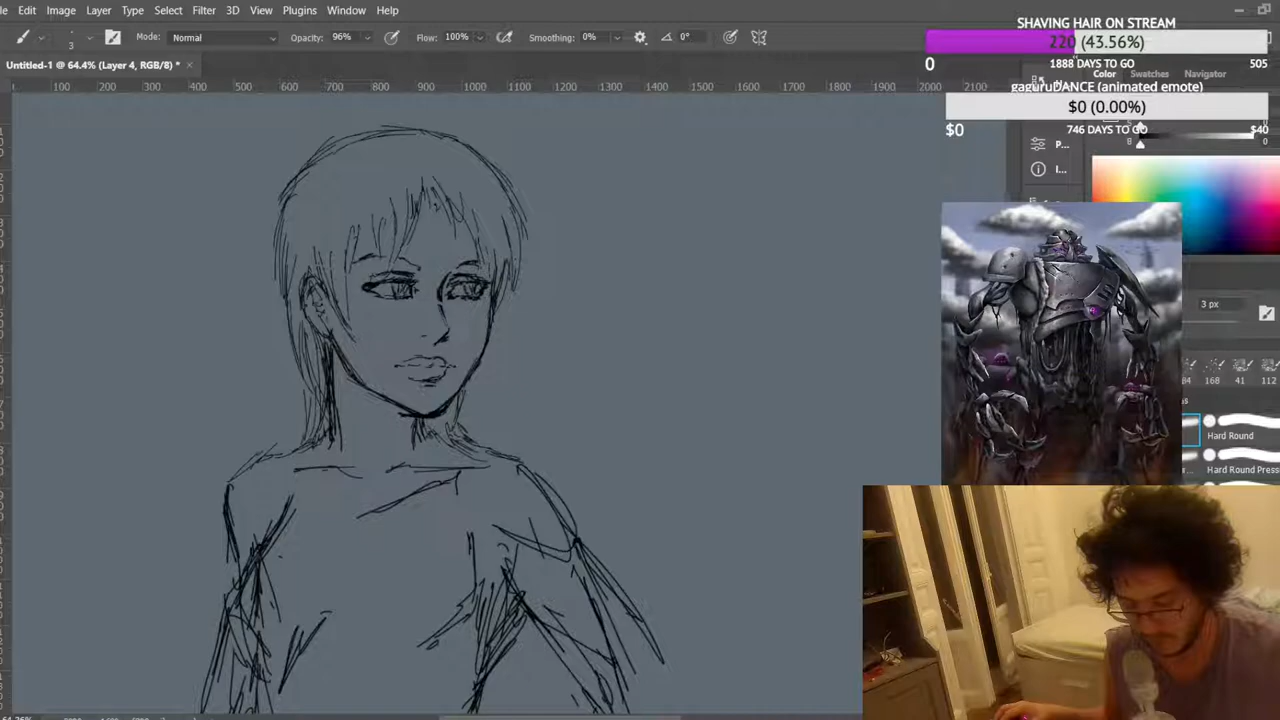 Edit Image Layer Type Select Filter 3D View Plugins Window Help
SHAVING HAIR ON STREAM
3 Mode: Normal Opacity: 96% Flow: 100% Smoothing: 0% 0°
220 (43.56%)
0 1888 DAYS TO GO 505
Untitled-1 @ 64.4% (Layer 4, RGB/8) *
Color Swatches Navigator
100 200 300 400 500 600 700 800 900 1000 1100 1200 1300 1400 1500 1600 1700 1800 1900 2000 2100
gaguruDANCE (animated emote)
$0 (0.00%)
$0 746 DAYS TO GO $40
P...
I...
3 px
84 168 41 112
Hard Round
Hard Round Press